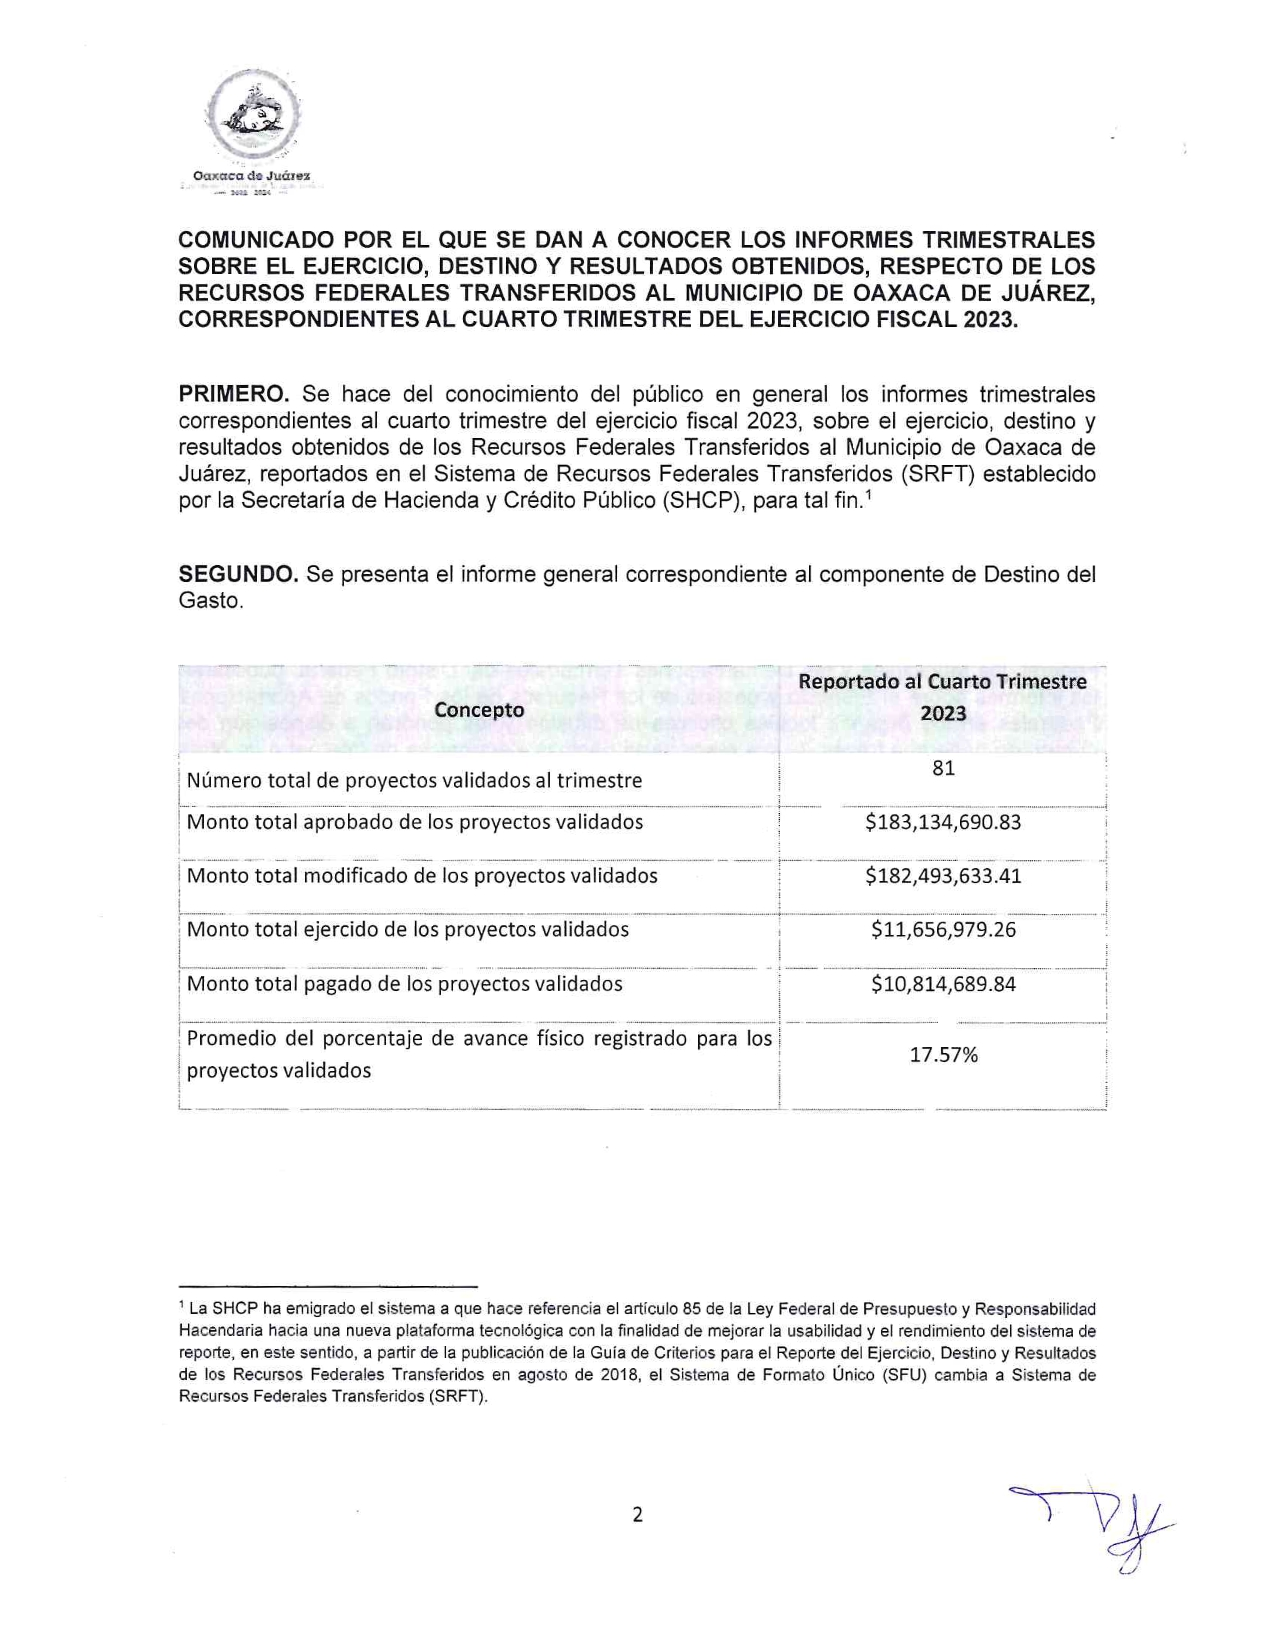 Oaxaca de Juárez
COMUNICADO POR EL QUE SE DAN A CONOCER LOS INFORMES TRIMESTRALES
SOBRE EL EJERCICIO, DESTINO Y RESULTADOS OBTENIDOS, RESPECTO DE LOS
RECURSOS FEDERALES TRANSFERIDOS AL MUNICIPIO DE OAXACA DE JUÁREZ,
CORRESPONDIENTES AL CUARTO TRIMESTRE DEL EJERCICIO FISCAL 2023.
PRIMERO. Se hace del conocimiento del público en general los informes trimestrales
correspondientes al cuarto trimestre del ejercicio fiscal 2023, sobre el ejercicio, destino y
resultados obtenidos de los Recursos Federales Transferidos al Municipio de Oaxaca de
Juárez, reportados en el Sistema de Recursos Federales Transferidos (SRFT) establecido
por la Secretaría de Hacienda y Crédito Público (SHCP), para tal fin.¹
SEGUNDO. Se presenta el informe general correspondiente al componente de Destino del
Gasto.
Concepto
Reportado al Cuarto Trimestre
2023
Número total de proyectos validados al trimestre
81
Monto total aprobado de los proyectos validados
$183,134,690.83
Monto total modificado de los proyectos validados
$182,493,633.41
Monto total ejercido de los proyectos validados
$11,656,979.26
Monto total pagado de los proyectos validados
$10,814,689.84
Promedio del porcentaje de avance físico registrado para los
proyectos validados
17.57%
¹ La SHCP ha emigrado el sistema a que hace referencia el artículo 85 de la Ley Federal de Presupuesto y Responsabilidad
Hacendaria hacia una nueva plataforma tecnológica con la finalidad de mejorar la usabilidad y el rendimiento del sistema de
reporte, en este sentido, a partir de la publicación de la Guía de Criterios para el Reporte del Ejercicio, Destino y Resultados
de los Recursos Federales Transferidos en agosto de 2018, el Sistema de Formato Único (SFU) cambia a Sistema de
Recursos Federales Transferidos (SRFT).
2